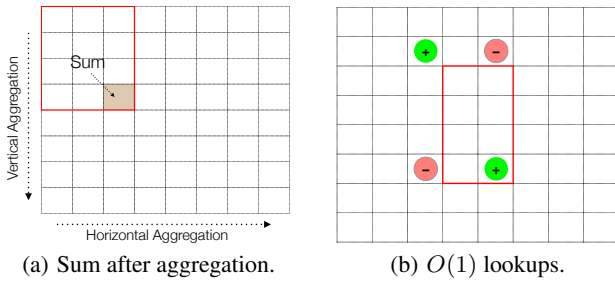 Sum
Vertical Aggregation
Horizontal Aggregation
+ −
− +
(a) Sum after aggregation.
(b) O(1) lookups.